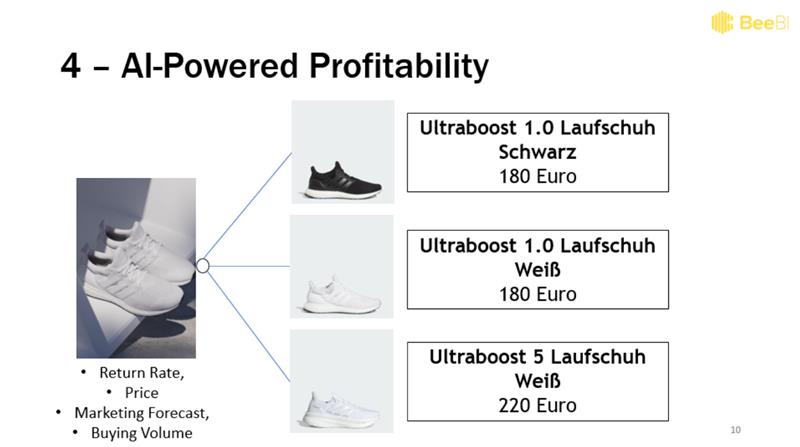 BeeBI
4 – AI-Powered Profitability
Ultraboost 1.0 Laufschuh
Schwarz
180 Euro
Ultraboost 1.0 Laufschuh
Weiß
180 Euro
Ultraboost 5 Laufschuh
Weiß
220 Euro
• Return Rate,
• Price
• Marketing Forecast,
• Buying Volume
10